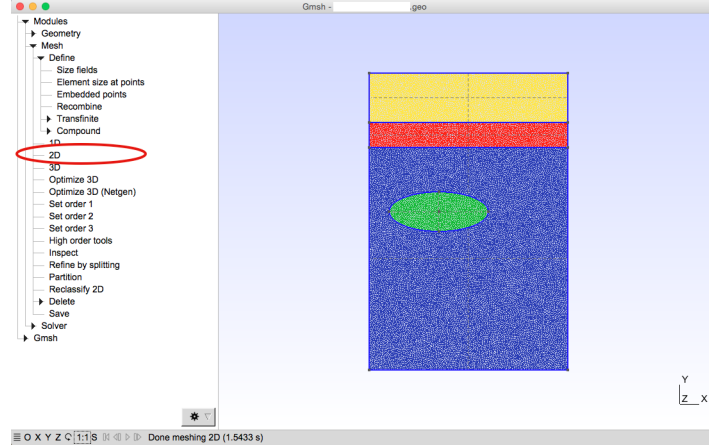 Gmsh - .geo
Modules
Geometry
Mesh
Define
Size fields
Element size at points
Embedded points
Recombine
Transfinite
Compound
1D
2D
3D
Optimize 3D
Optimize 3D (Netgen)
Set order 1
Set order 2
Set order 3
High order tools
Inspect
Refine by splitting
Partition
Reclassify 2D
Delete
Save
Solver
Gmsh
Y
Z X
O X Y Z 1:1 S Done meshing 2D (1.5433 s)